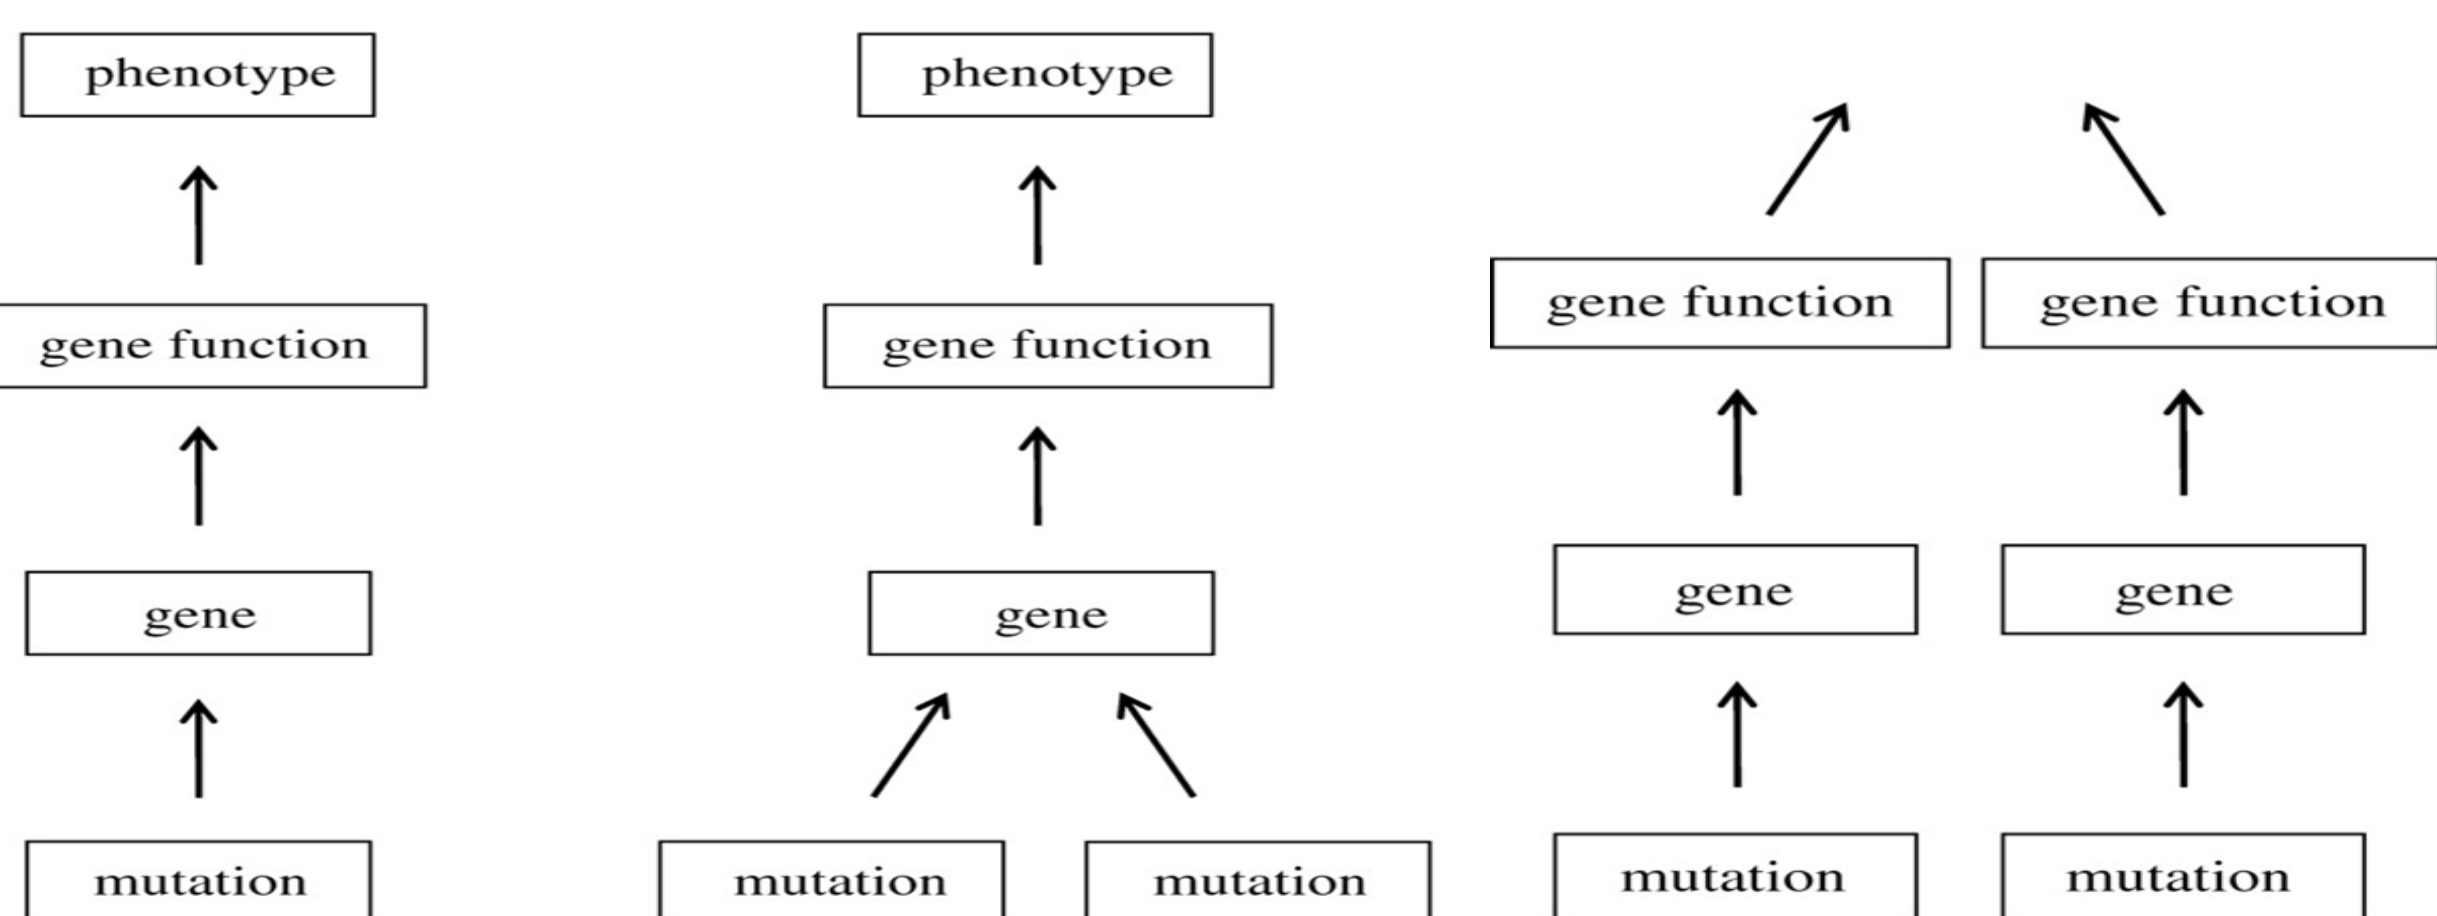 phenotype
gene function
gene
mutation
phenotype
gene function
gene
mutation
mutation
gene function
gene function
gene
gene
mutation
mutation